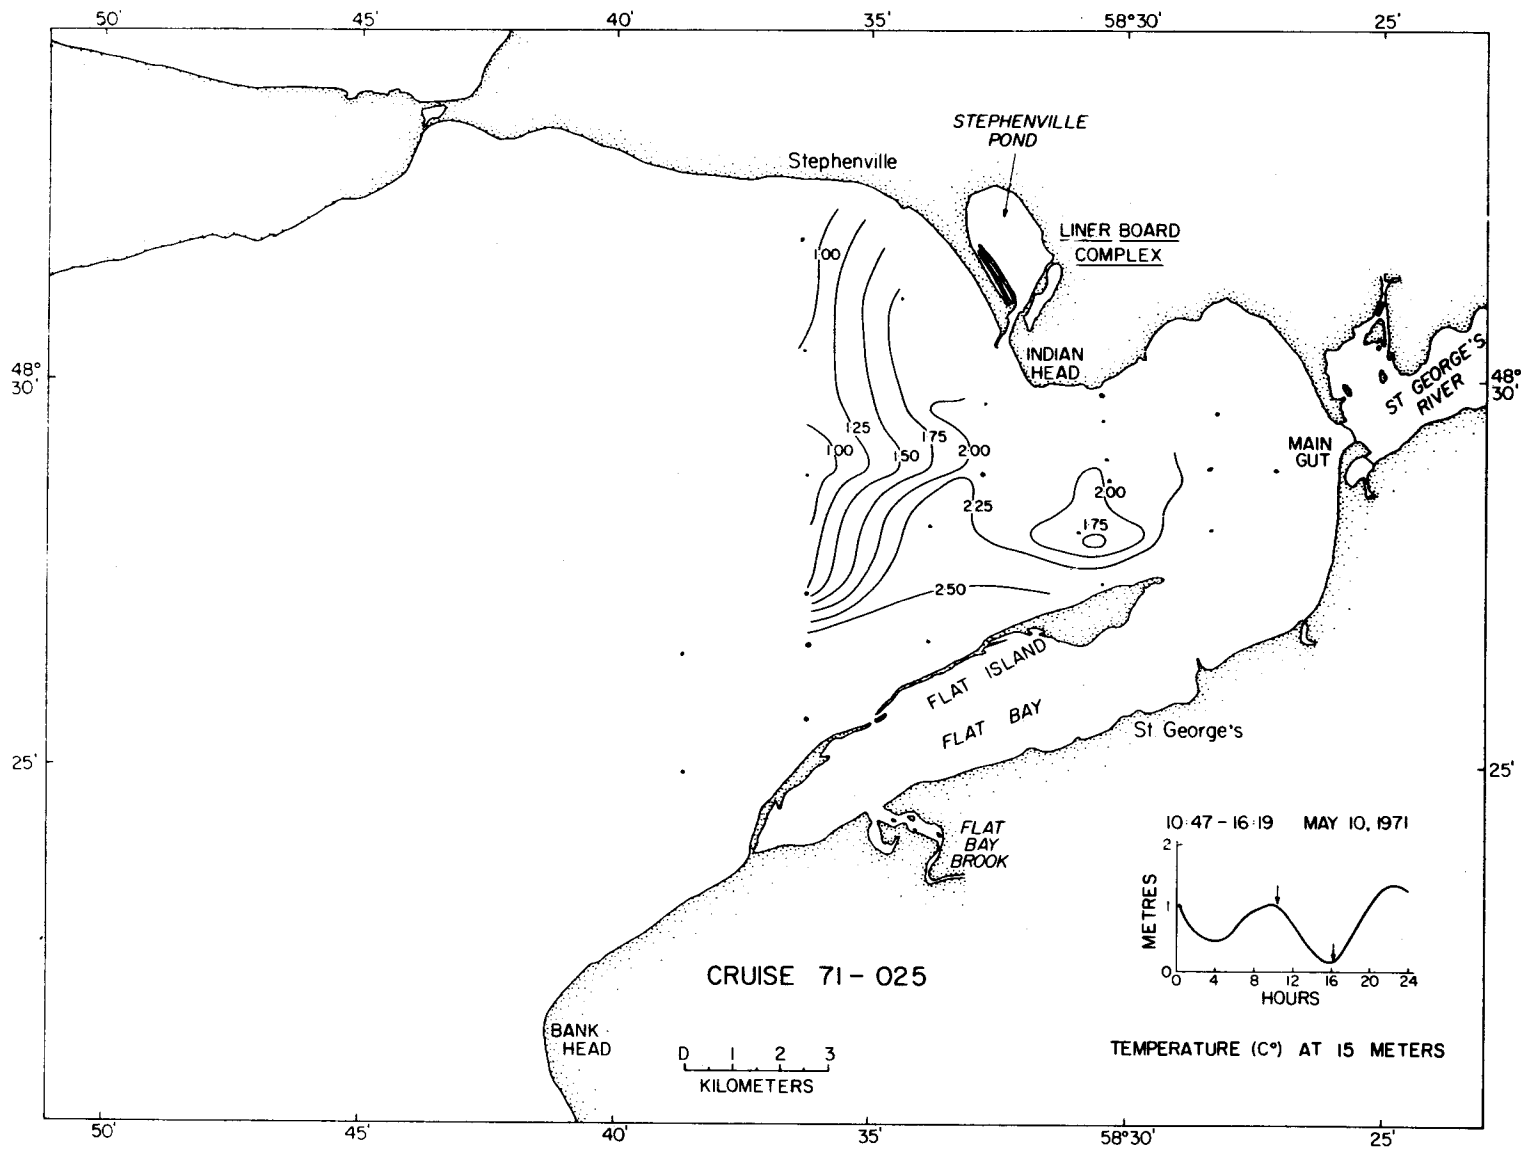 50' 45' 40' 35' 58°30' 25'
STEPHENVILLE
POND
Stephenville
LINER BOARD
COMPLEX
1.00
INDIAN
HEAD
48°
30'
48°
30'
ST GEORGE'S
RIVER
1.25
1.75
1.00
1.50
2.00
MAIN
GUT
2.00
2.25
1.75
2.50
FLAT ISLAND
FLAT BAY
St. George's
25'
25'
10:47-16:19 MAY 10, 1971
FLAT
BAY
BROOK
2
METRES
1
0
0 4 8 12 16 20 24
HOURS
CRUISE 71-025
BANK
HEAD
0 1 2 3
KILOMETERS
TEMPERATURE (C°) AT 15 METERS
50' 45' 40' 35' 58°30' 25'